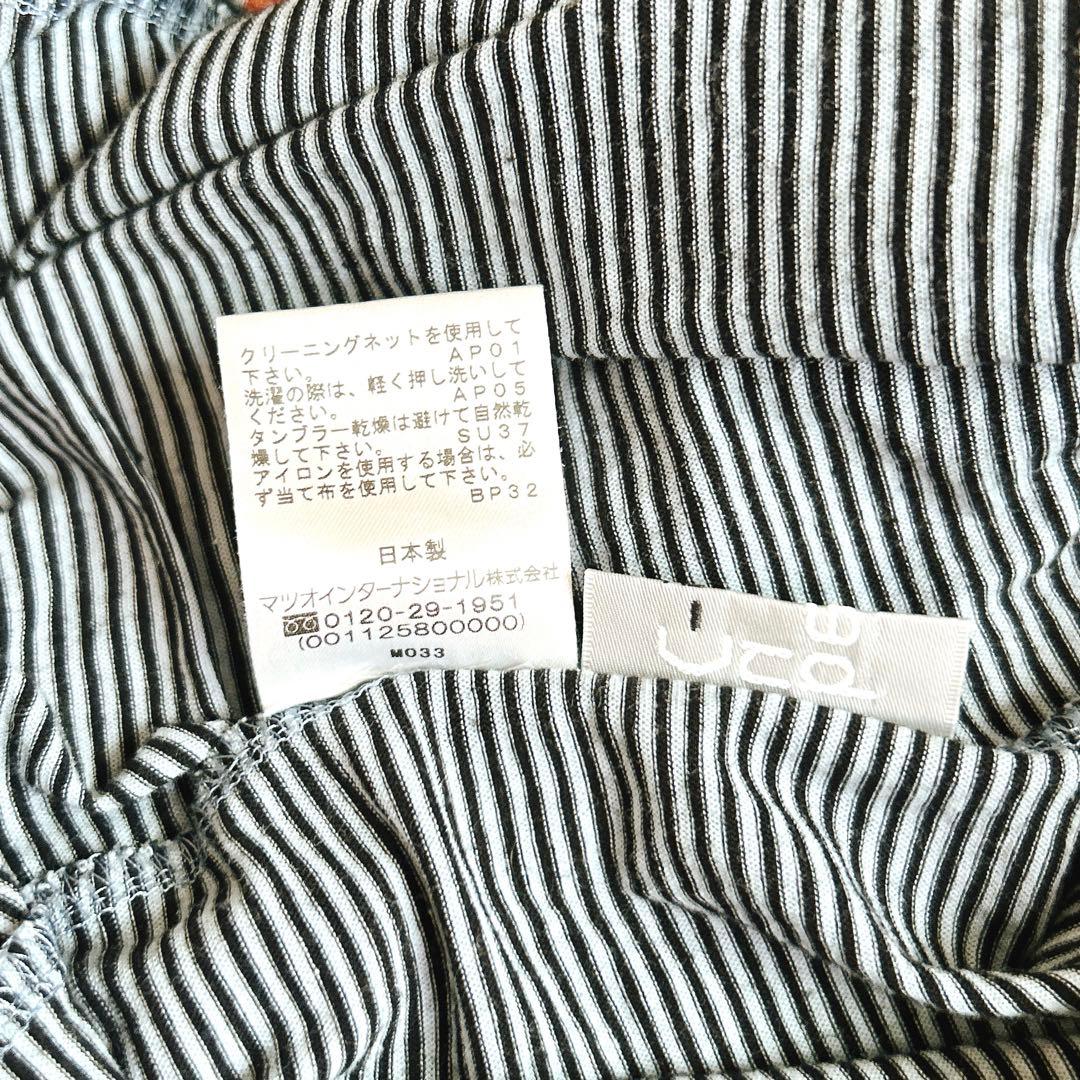 クリーニングネットを使用して
下さい。 AP01
洗濯の際は、軽く押し洗いして
ください。 AP05
タンブラー乾燥は避けて自然乾
燥して下さい。 SU37
アイロンを使用する場合は、必
ず当て布を使用して下さい。
BP32
日本製
マツオインターナショナル株式会社
0120-29-1951
(001125800000)
M033